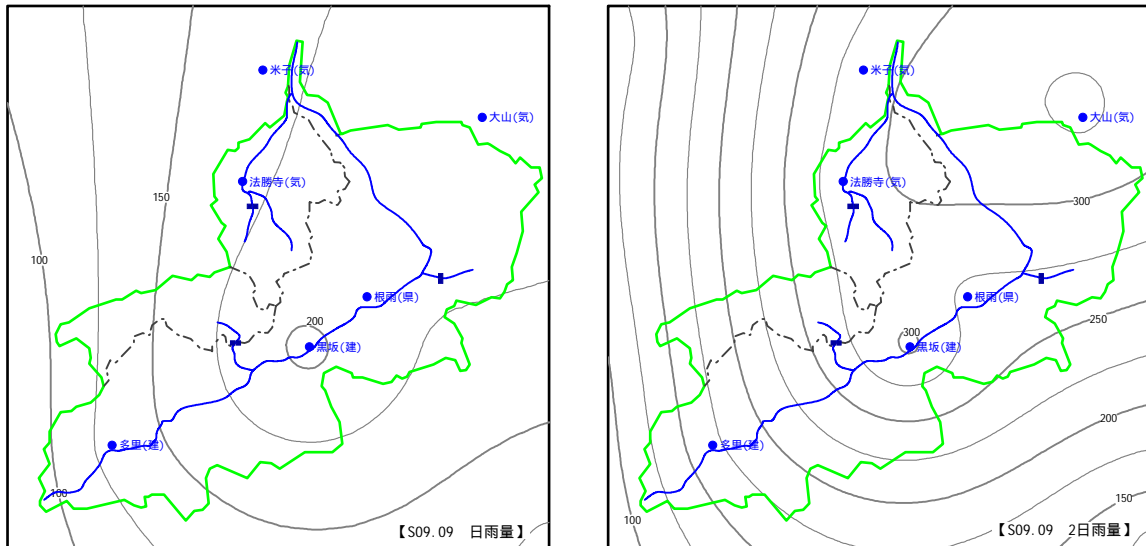 米子(気)
大山(気)
法勝寺(気)
150
100
根雨(県)
200
黒坂(建)
多里(建)
100
【S09.09 日雨量】
米子(気)
大山(気)
法勝寺(気)
300
根雨(県)
250
300
黒坂(建)
200
多里(建)
150
100
【S09.09 2日雨量】